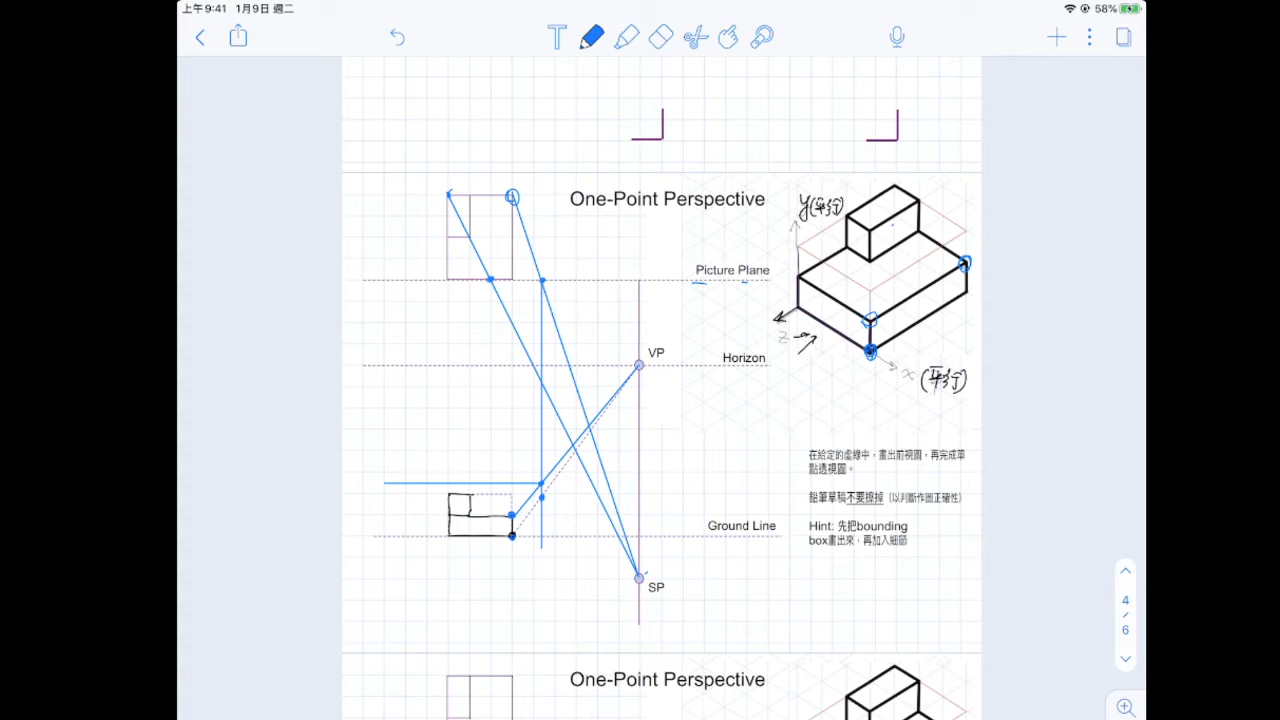 上午9:41 1月9日 週二
58%
One-Point Perspective
y(平行)
Picture Plane
z
VP
Horizon
x (平行)
在給定的虛線中，畫出前視圖，再完成單
點透視圖。
鉛筆草稿不要擦掉（以判斷作圖正確性）
Ground Line
Hint: 先把bounding
box畫出來，再加入細節
SP
4
6
One-Point Perspective